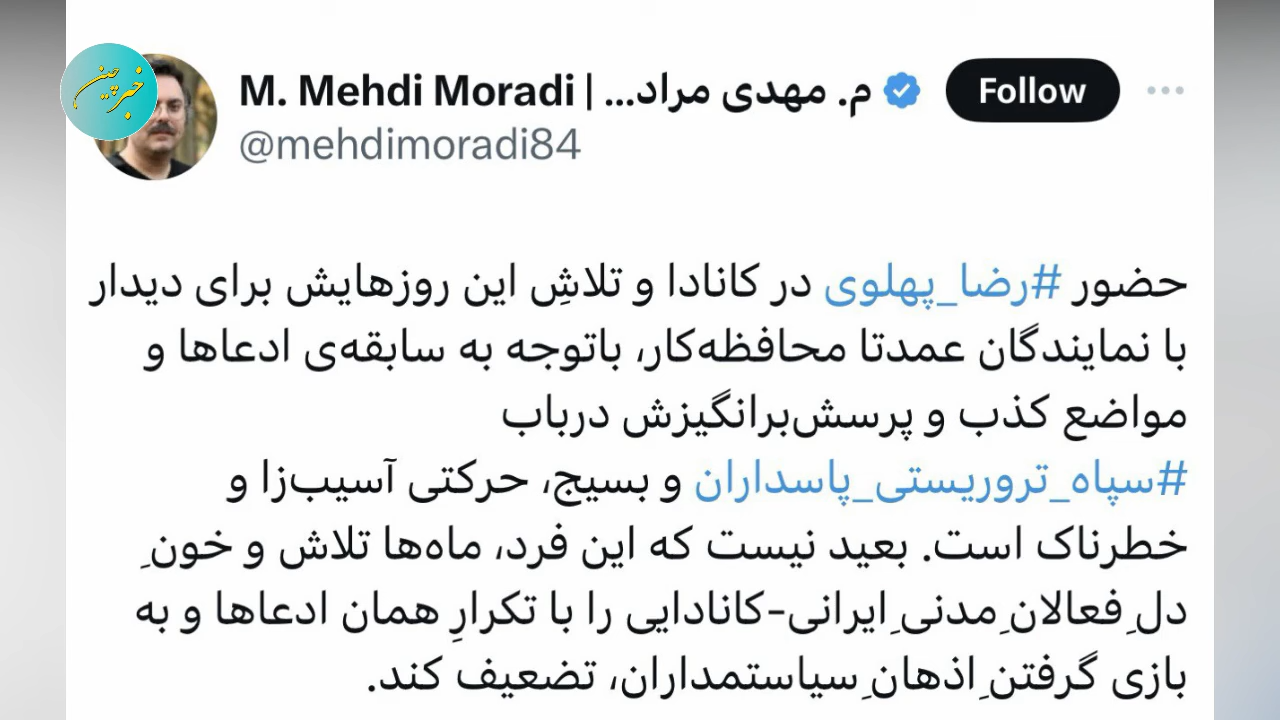 خبرچین
M. Mehdi Moradi | م. مهدی مراد...
Follow
@mehdimoradi84
حضور #رضا_پهلوی در کانادا و تلاشِ این روزهایش برای دیدار
با نمایندگان عمدتا محافظه‌کار، باتوجه به سابقه‌ی ادعاها و
مواضع کذب و پرسش‌برانگیزش درباب
#سپاه_تروریستی_پاسداران و بسیج، حرکتی آسیب‌زا و
خطرناک است. بعید نیست که این فرد، ماه‌ها تلاش و خونِ
دلِ فعالانِ مدنیِ ایرانی-کانادایی را با تکرارِ همان ادعاها و به
بازی گرفتنِ اذهانِ سیاستمداران، تضعیف کند.